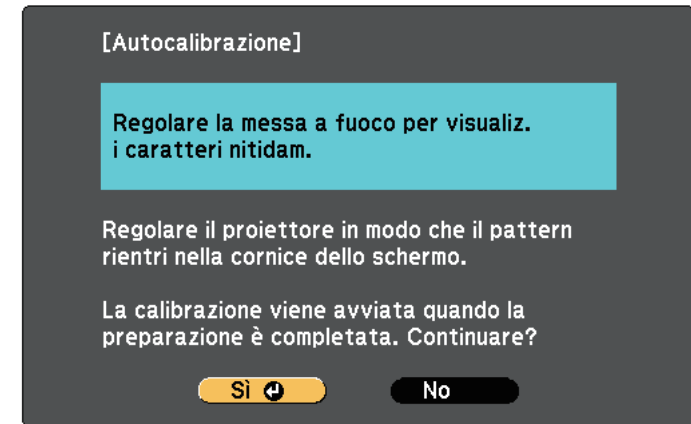 [Autocalibrazione]
Regolare la messa a fuoco per visualiz.
i caratteri nitidam.
Regolare il proiettore in modo che il pattern
rientri nella cornice dello schermo.
La calibrazione viene avviata quando la
preparazione è completata. Continuare?
Sì No